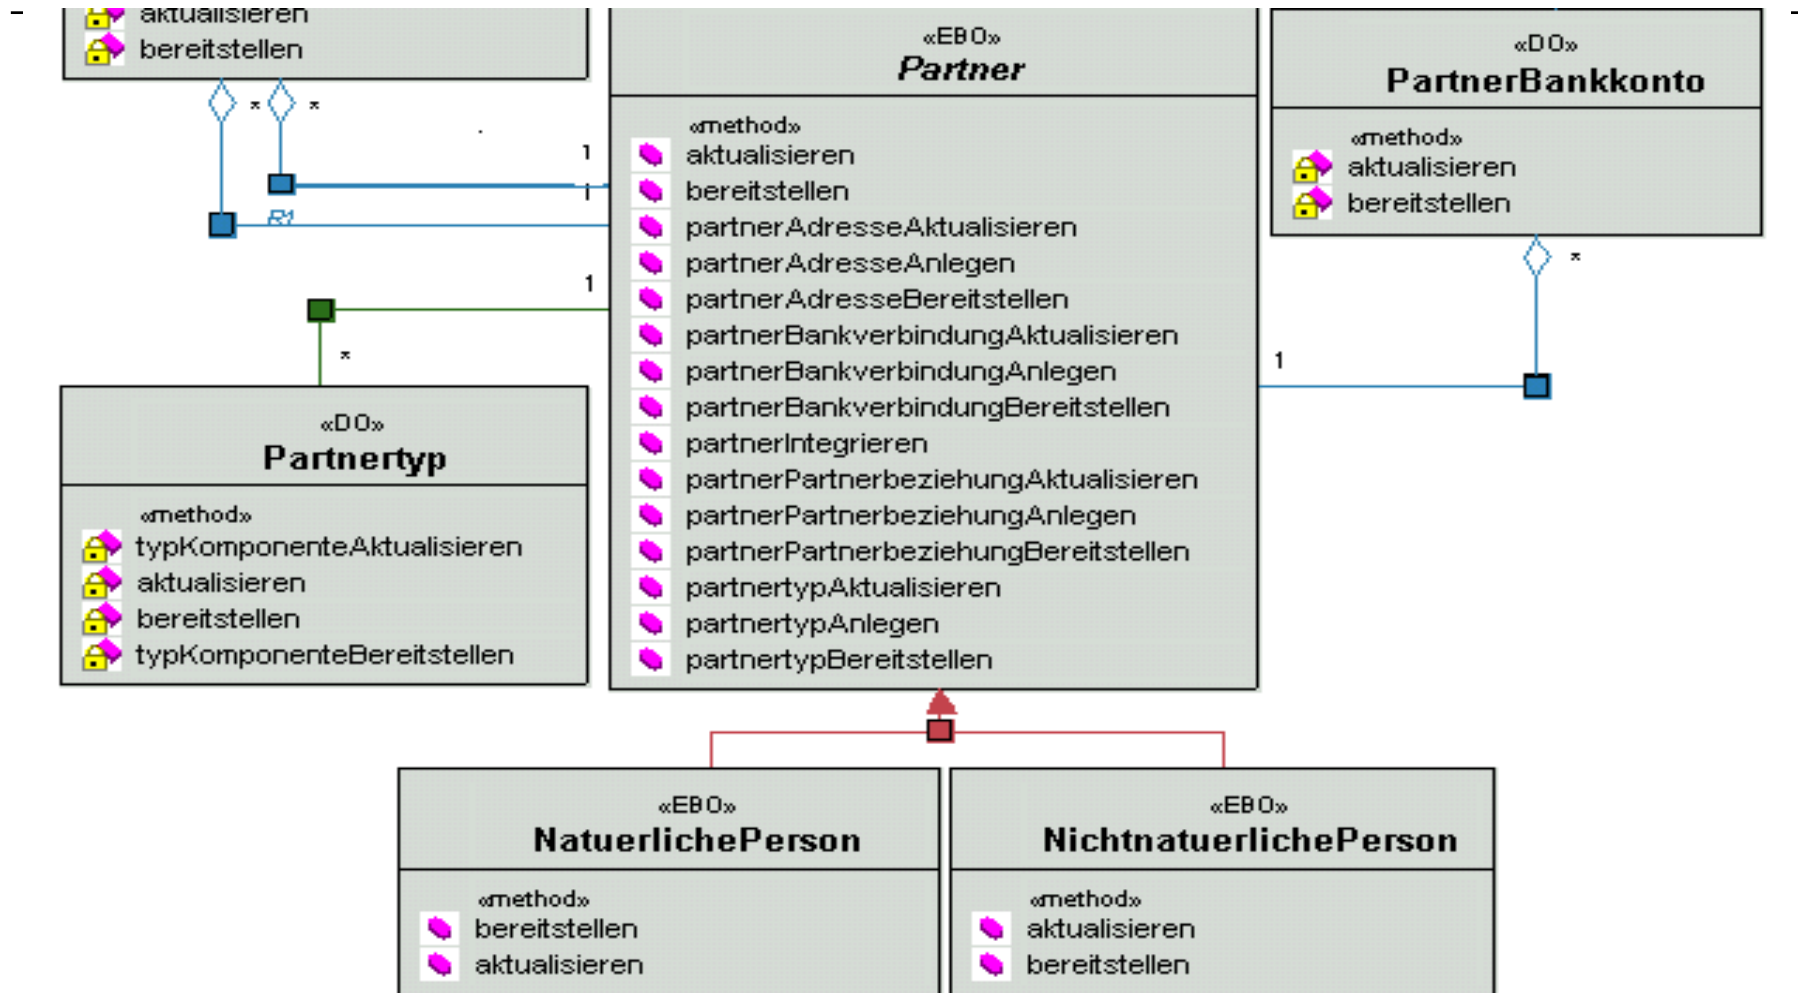 aktualisieren
bereitstellen
*
*
1
1
R1
1
*
«DO»
Partnertyp
«method»
typKomponenteAktualisieren
aktualisieren
bereitstellen
typKomponenteBereitstellen
«EBO»
Partner
«method»
aktualisieren
bereitstellen
partnerAdresseAktualisieren
partnerAdresseAnlegen
partnerAdresseBereitstellen
partnerBankverbindungAktualisieren
partnerBankverbindungAnlegen
partnerBankverbindungBereitstellen
partnerIntegrieren
partnerPartnerbeziehungAktualisieren
partnerPartnerbeziehungAnlegen
partnerPartnerbeziehungBereitstellen
partnertypAktualisieren
partnertypAnlegen
partnertypBereitstellen
«DO»
PartnerBankkonto
«method»
aktualisieren
bereitstellen
*
1
«EBO»
NatuerlichePerson
«method»
bereitstellen
aktualisieren
«EBO»
NichtnatuerlichePerson
«method»
aktualisieren
bereitstellen